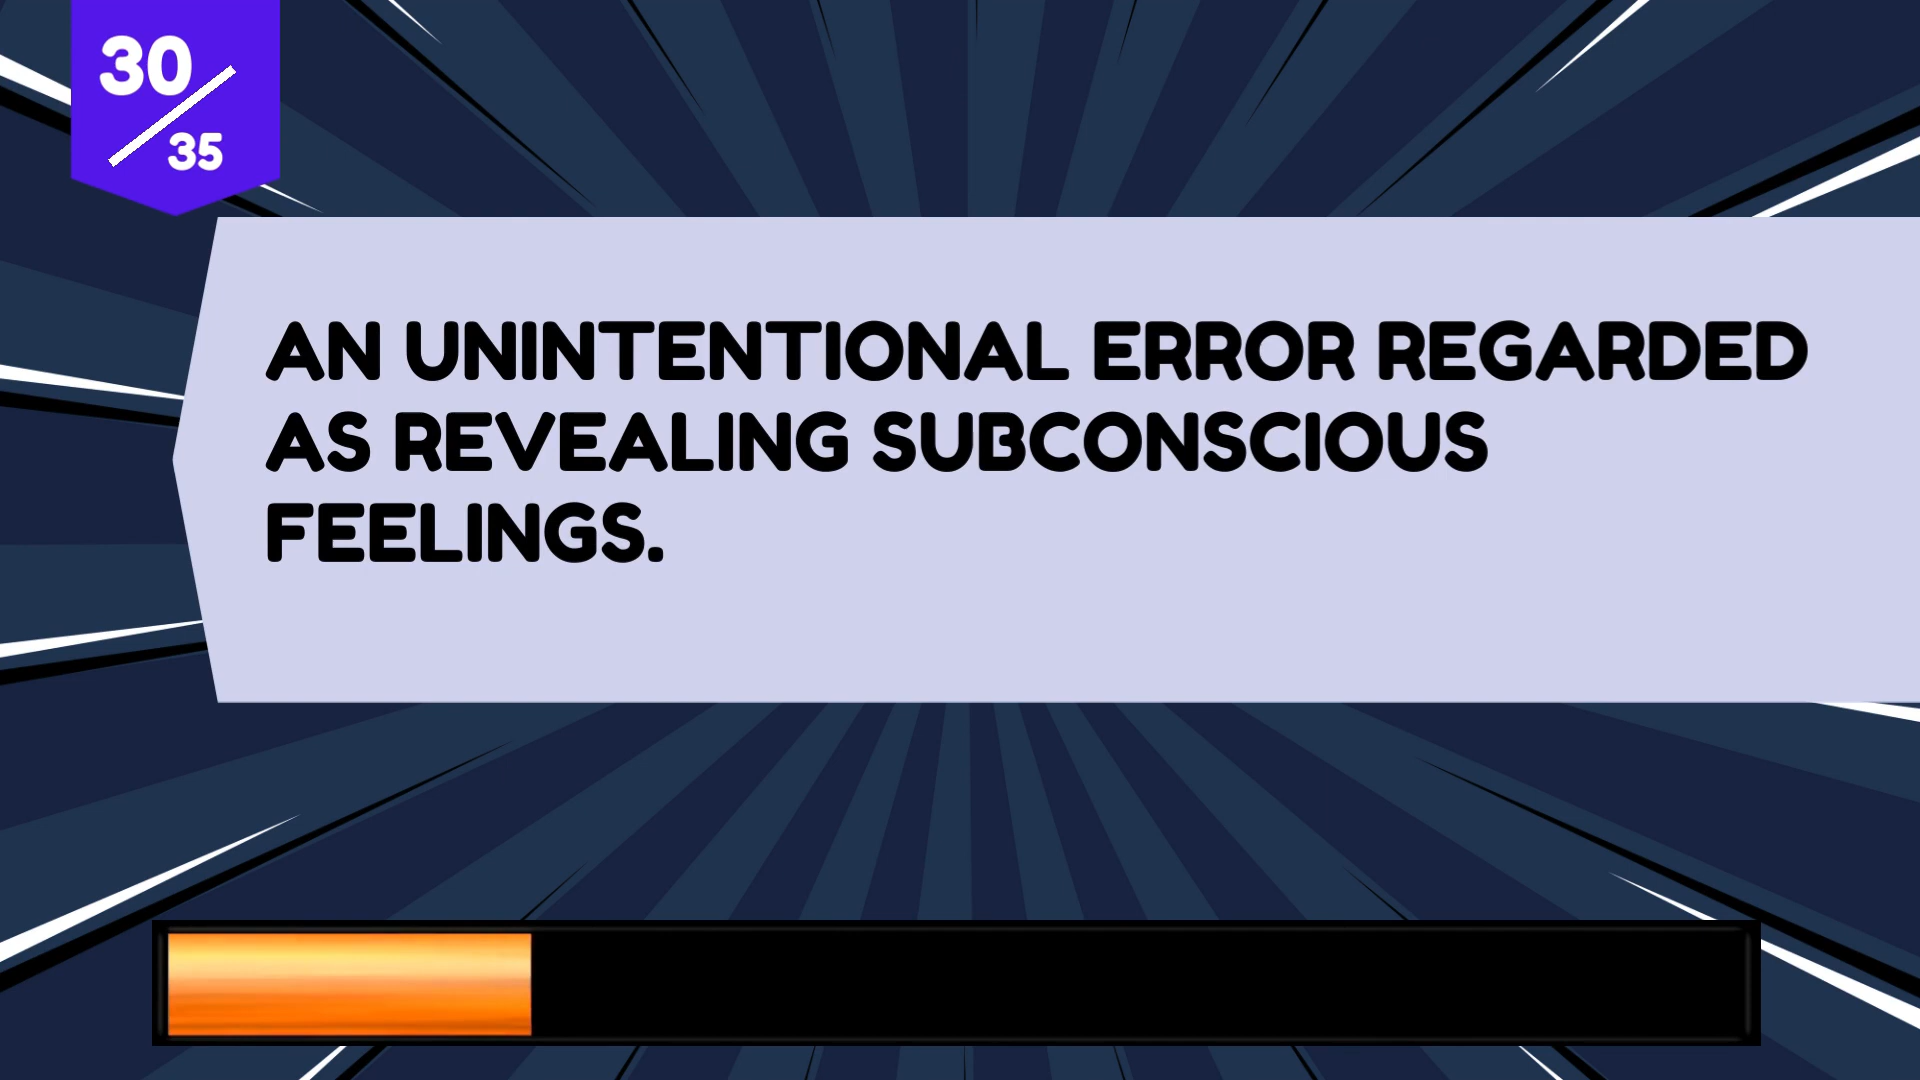 30
35
AN UNINTENTIONAL ERROR REGARDED
AS REVEALING SUBCONSCIOUS
FEELINGS.